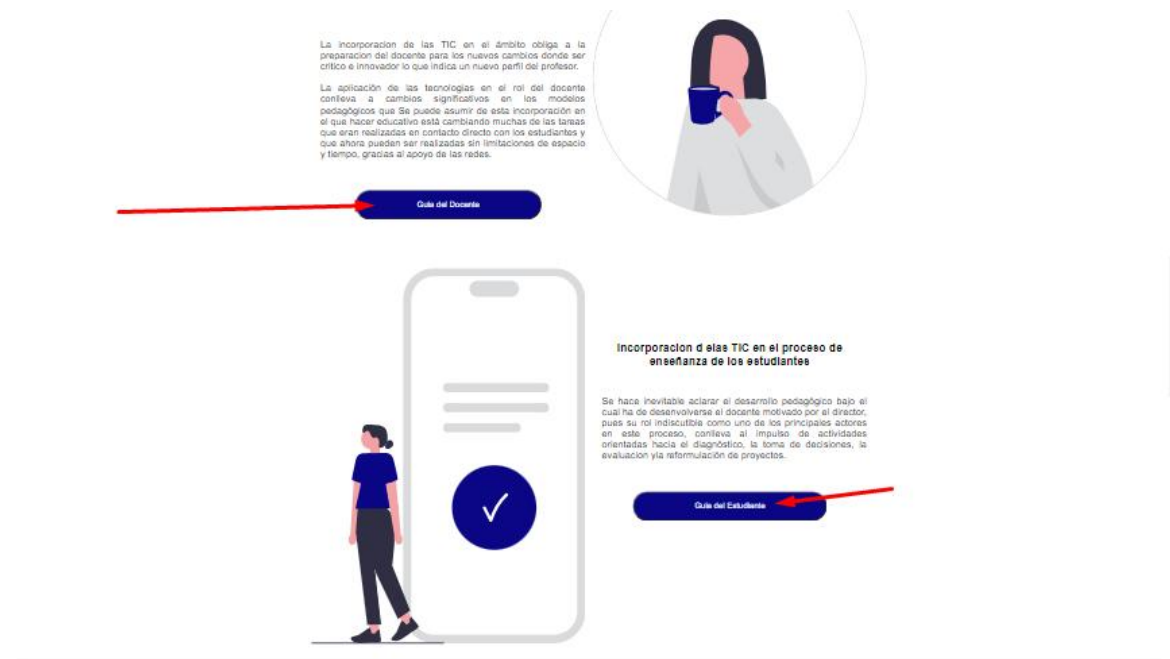 La incorporacion de las TIC en el ámbito obliga a la
preparacion del docente para los nuevos cambios donde ser
critico e innovador lo que indica un nuevo perfil del profesor.
La aplicación de las tecnologías en el rol del docente
conlleva a cambios significativos en los modelos
pedagógicos que Se puede asumir de esta incorporación en
el que hacer educativo está cambiando muchas de las tareas
que eran realizadas en contacto directo con los estudiantes y
que ahora pueden ser realizadas sin limitaciones de espacio
y tiempo, gracias al apoyo de las redes.
Guia del Docente
Incorporacion d elas TIC en el proceso de
enseñanza de los estudiantes
Se hace inevitable aclarar el desarrollo pedagógico bajo el
cual ha de desenvolverse el docente motivado por el director,
pues su rol indiscutible como uno de los principales actores
en este proceso, conlleva al impulso de actividades
orientadas hacia el diagnóstico, la toma de decisiones, la
evaluacion yla reformulación de proyectos.
Guia del Estudiante